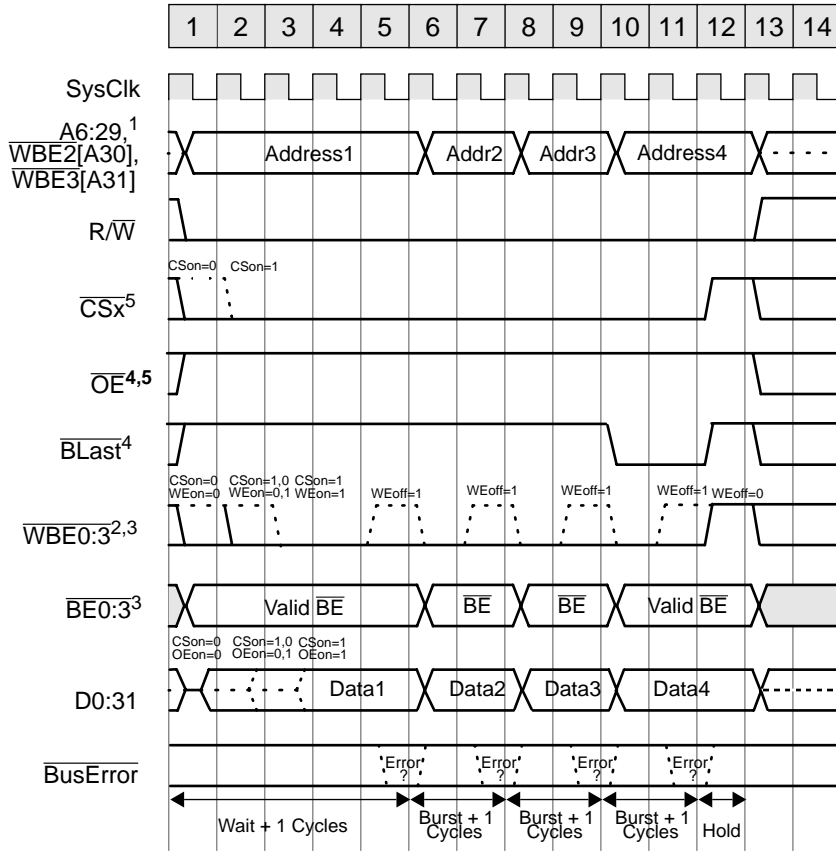 1 2 3 4 5 6 7 8 9 10 11 12 13 14
SysClk
A6:29,1
WBE2[A30],
WBE3[A31]
Address1 Addr2 Addr3 Address4
R/W
CSon=0 CSon=1
CSx5
OE4,5
BLast4
CSon=0 CSon=1,0 CSon=1
WEon=0 WEon=0,1 WEon=1
WEoff=1 WEoff=1 WEoff=1 WEoff=1 WEoff=0
WBE0:32,3
BE0:33
Valid BE BE BE Valid BE
CSon=0 CSon=1,0 CSon=1
OEon=0 OEon=0,1 OEon=1
D0:31
Data1 Data2 Data3 Data4
BusError
Error Error Error Error
? ? ? ?
Wait + 1 Cycles
Burst + 1
Cycles
Burst + 1
Cycles
Burst + 1
Cycles
Hold